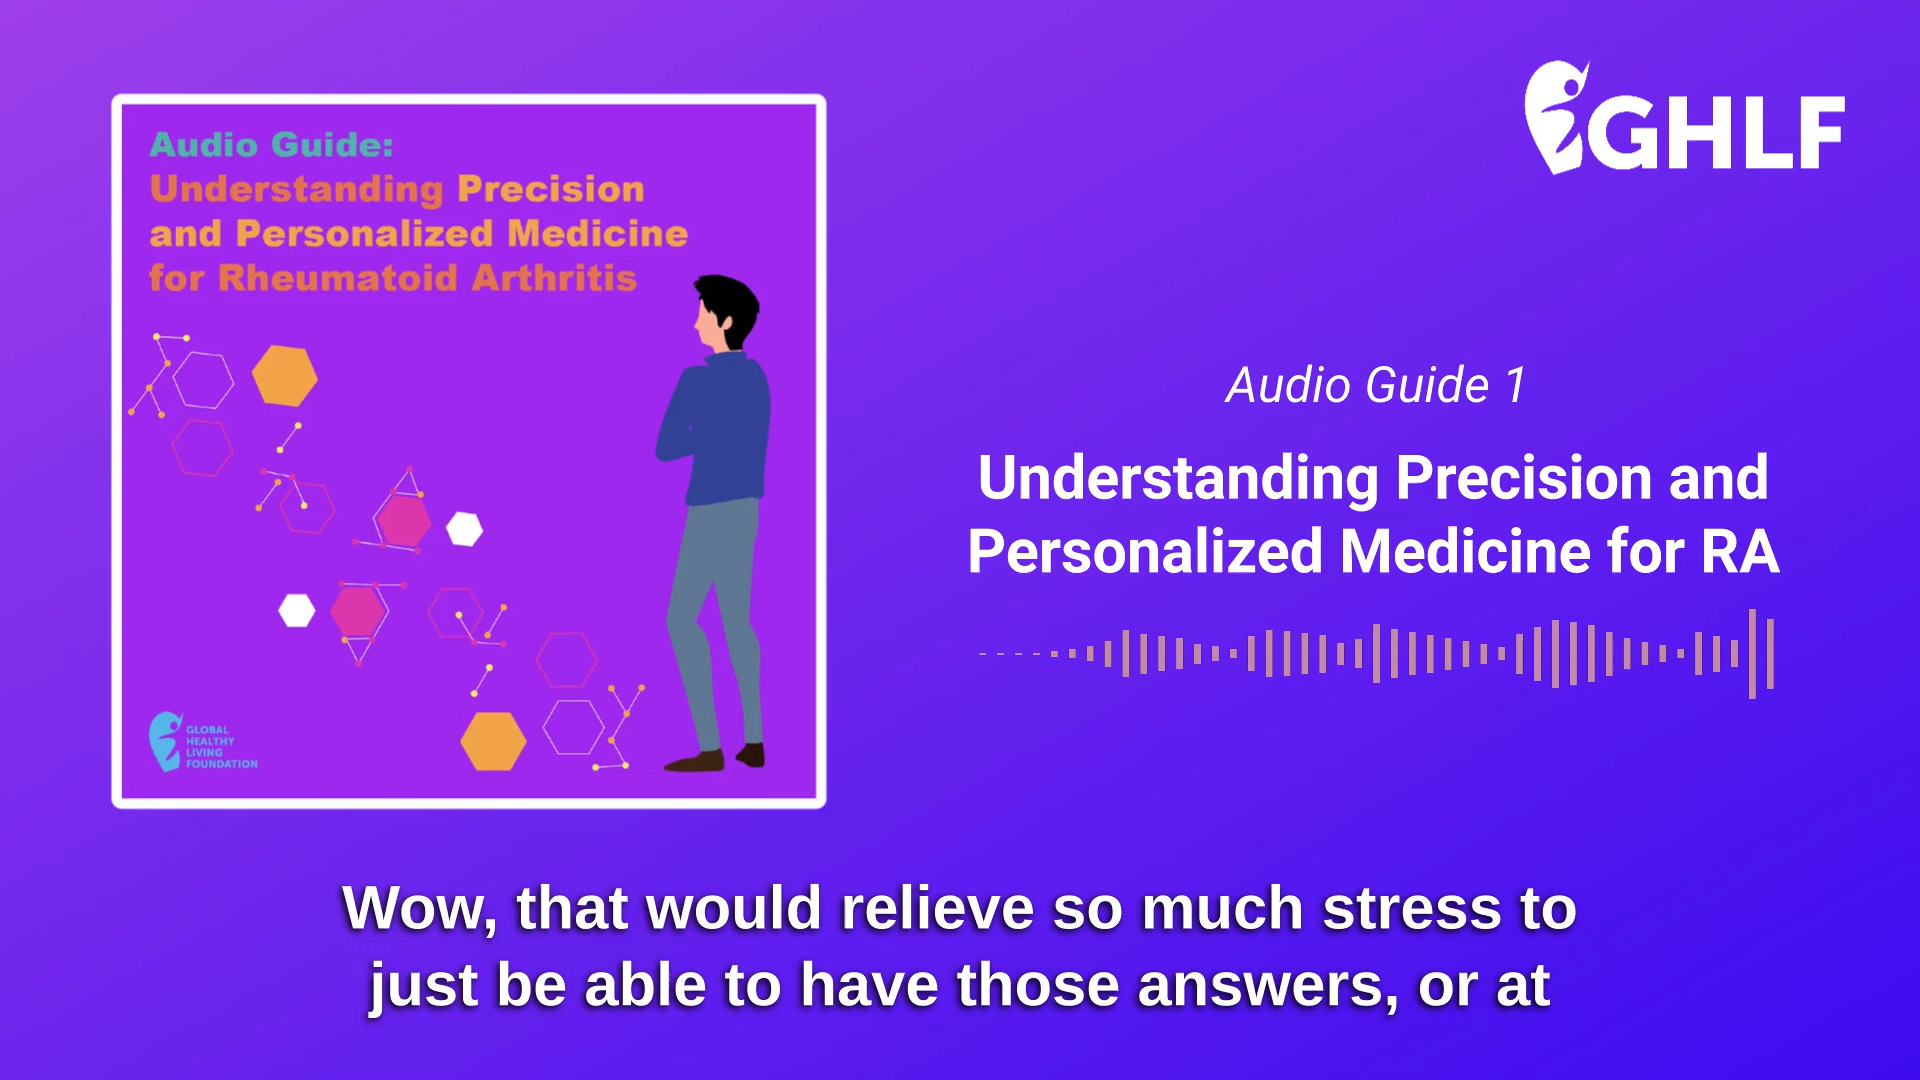 Audio Guide:
Understanding Precision
and Personalized Medicine
for Rheumatoid Arthritis
GLOBAL
HEALTHY
LIVING
FOUNDATION
GHLF
Audio Guide 1
Understanding Precision and
Personalized Medicine for RA
Wow, that would relieve so much stress to
just be able to have those answers, or at